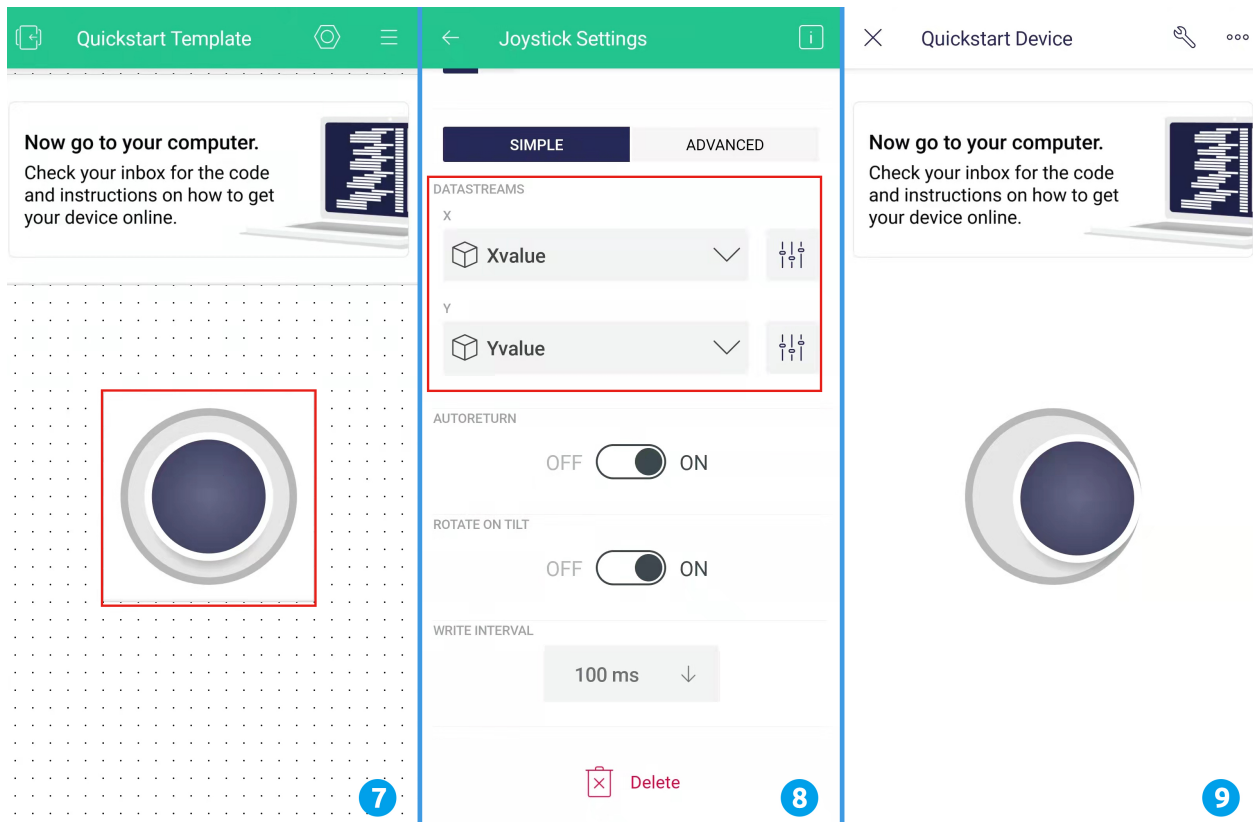 Quickstart Template
Now go to your computer.
Check your inbox for the code
and instructions on how to get
your device online.
7
Joystick Settings
i
SIMPLE
ADVANCED
DATASTREAMS
X
Xvalue
Y
Yvalue
AUTORETURN
OFF ON
ROTATE ON TILT
OFF ON
WRITE INTERVAL
100 ms
Delete
8
Quickstart Device
Now go to your computer.
Check your inbox for the code
and instructions on how to get
your device online.
9